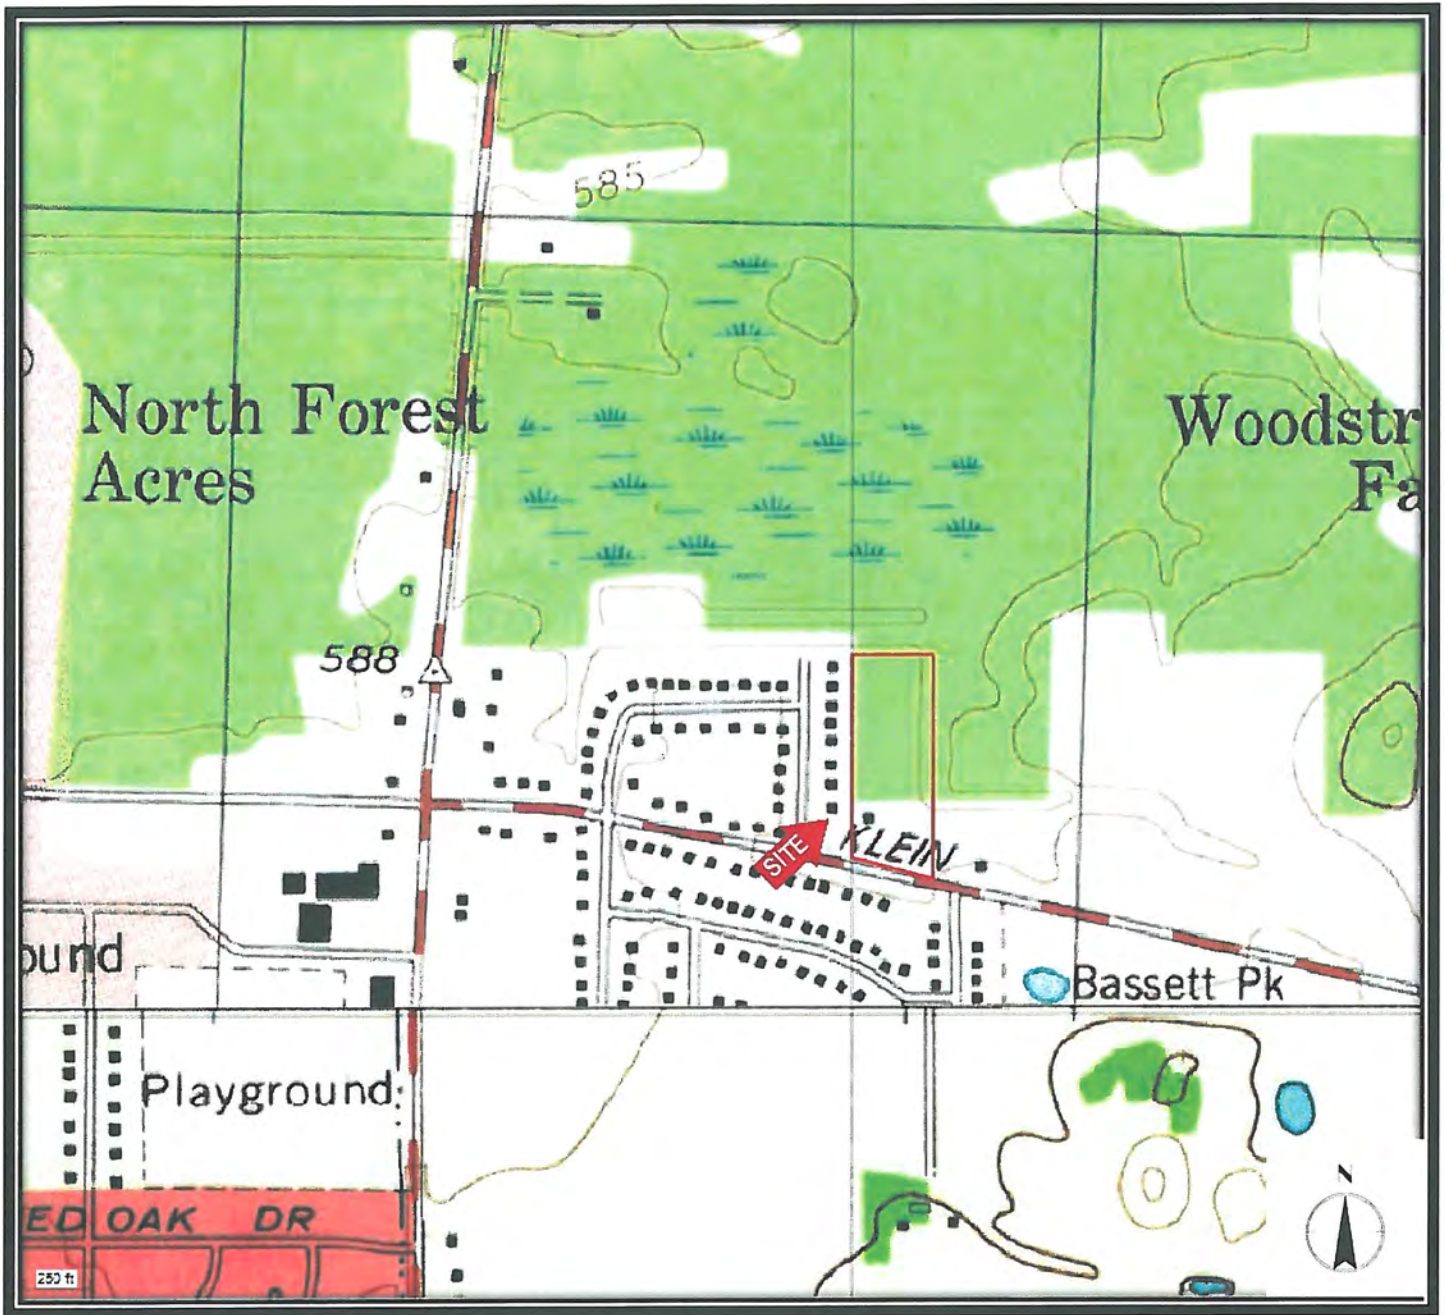 585
North Forest
Acres
Woodstr
Fa
588
SITE
KLEIN
ound
Bassett Pk
Playground
N
ED OAK DR
250 ft